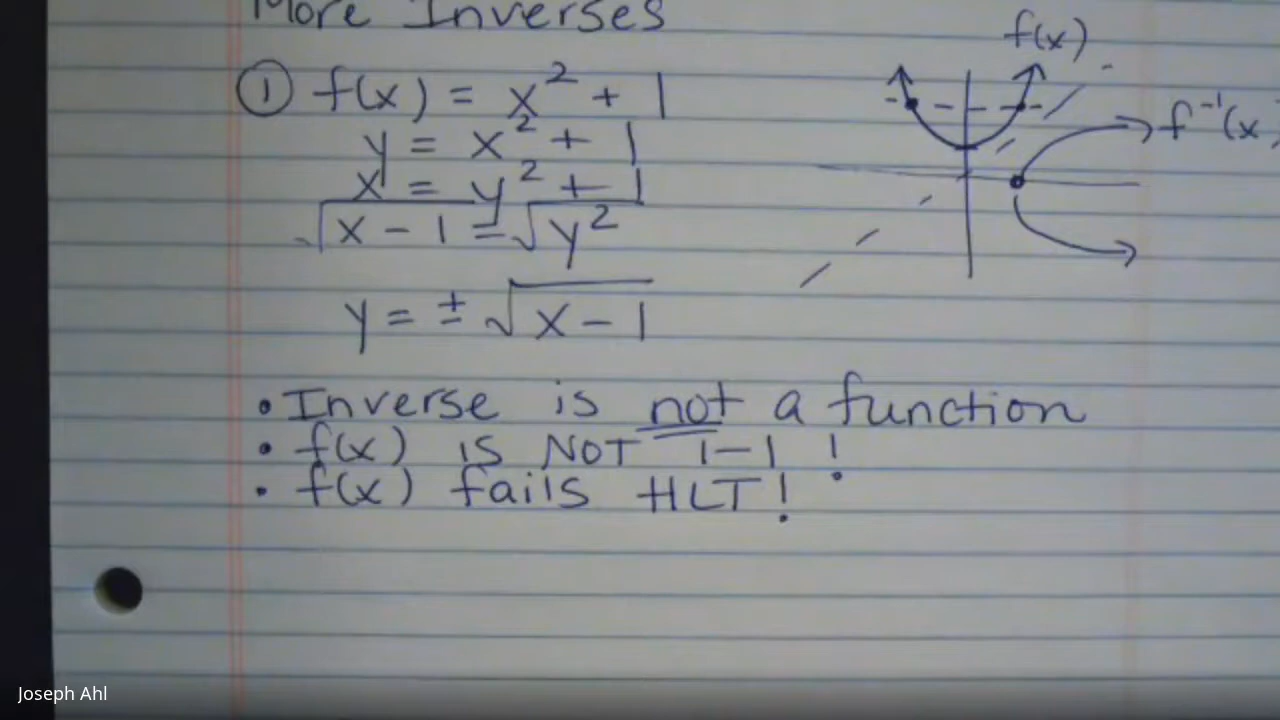 More Inverses
① f(x) = x² + 1
y = x² + 1
x = y² + 1
√(x - 1) = √(y²)
y = ± √(x - 1)
• Inverse is not a function
• f(x) is NOT 1-1 !
• f(x) fails HLT!
f(x)
f⁻¹(x)
Joseph Ahl